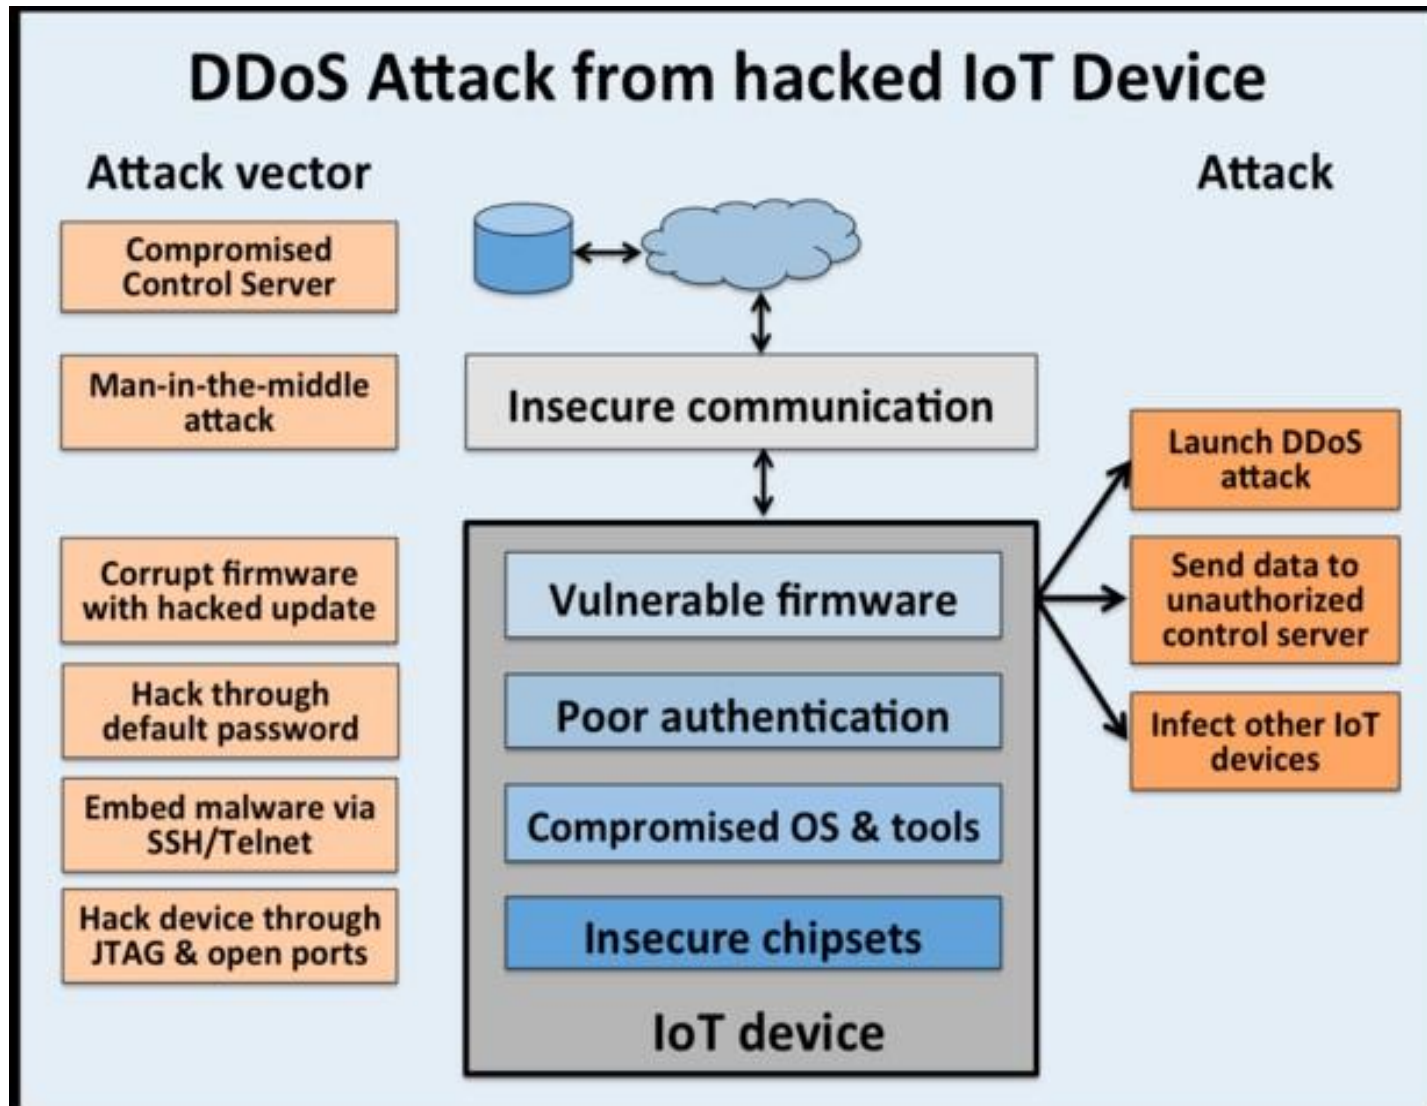 DDoS Attack from hacked IoT Device
Attack vector
Compromised
Control Server
Man-in-the-middle
attack
Corrupt firmware
with hacked update
Hack through
default password
Embed malware via
SSH/Telnet
Hack device through
JTAG & open ports
Insecure communication
Vulnerable firmware
Poor authentication
Compromised OS & tools
Insecure chipsets
IoT device
Attack
Launch DDoS
attack
Send data to
unauthorized
control server
Infect other IoT
devices